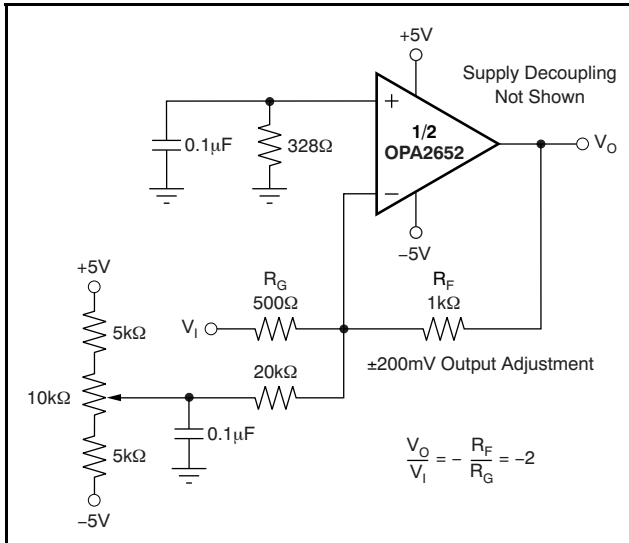 +5V
Supply Decoupling
Not Shown
+
1/2
OPA2652
−
0.1μF
328Ω
V_O
−5V
+5V
R_G
500Ω
R_F
1kΩ
V_I
5kΩ
20kΩ
±200mV Output Adjustment
10kΩ
0.1μF
5kΩ
−5V
V_O/V_I = − R_F/R_G = −2